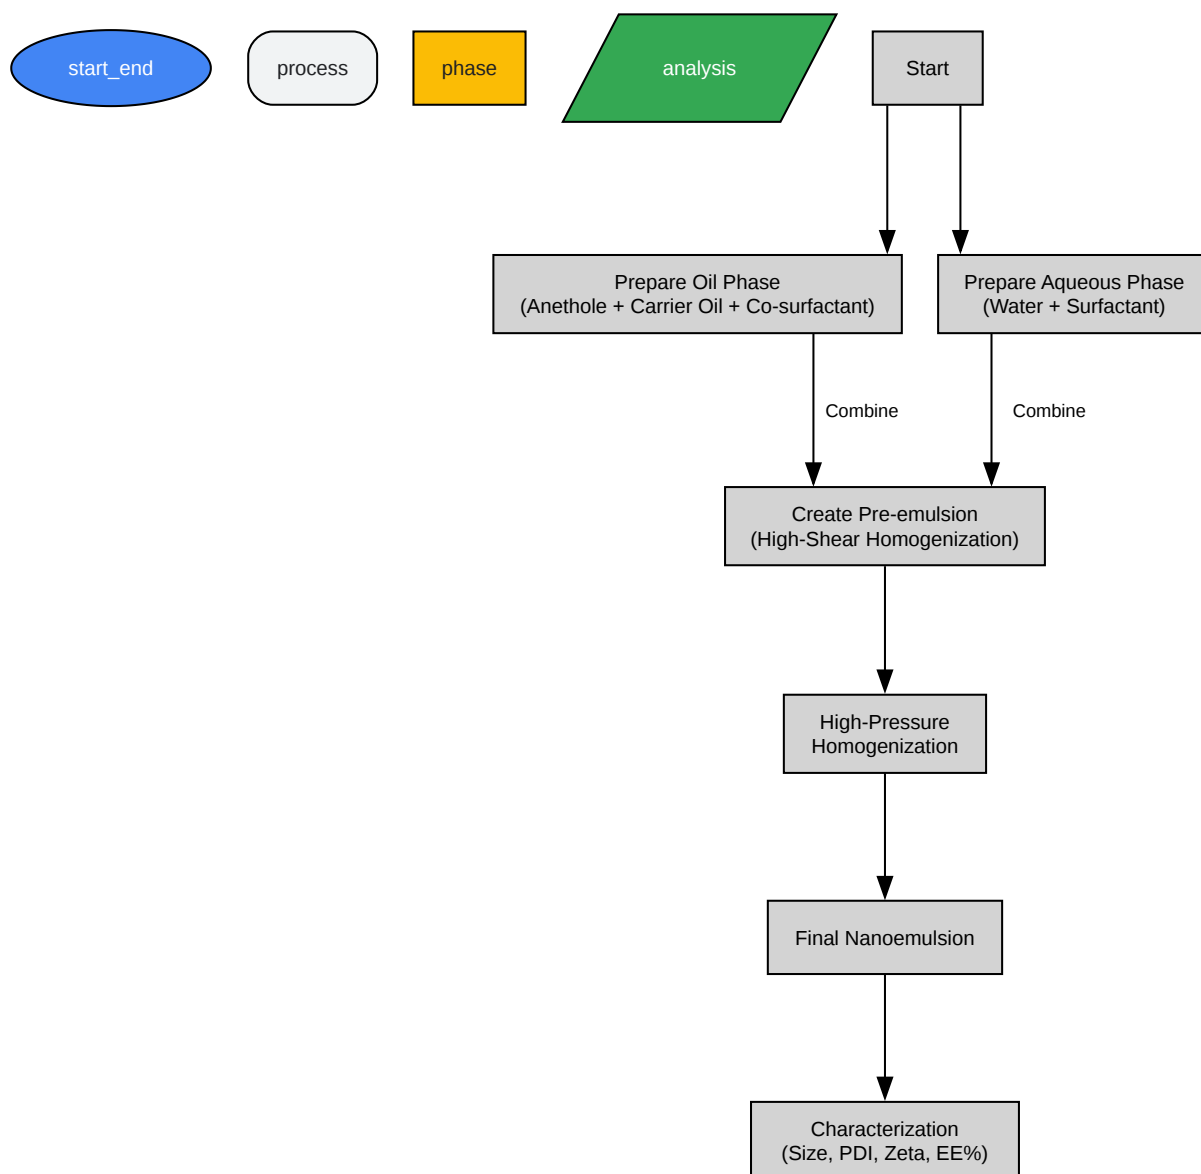 start_end
process
phase
analysis
Start
Prepare Oil Phase
(Anethole + Carrier Oil + Co-surfactant)
Prepare Aqueous Phase
(Water + Surfactant)
Combine
Combine
Create Pre-emulsion
(High-Shear Homogenization)
High-Pressure
Homogenization
Final Nanoemulsion
Characterization
(Size, PDI, Zeta, EE%)